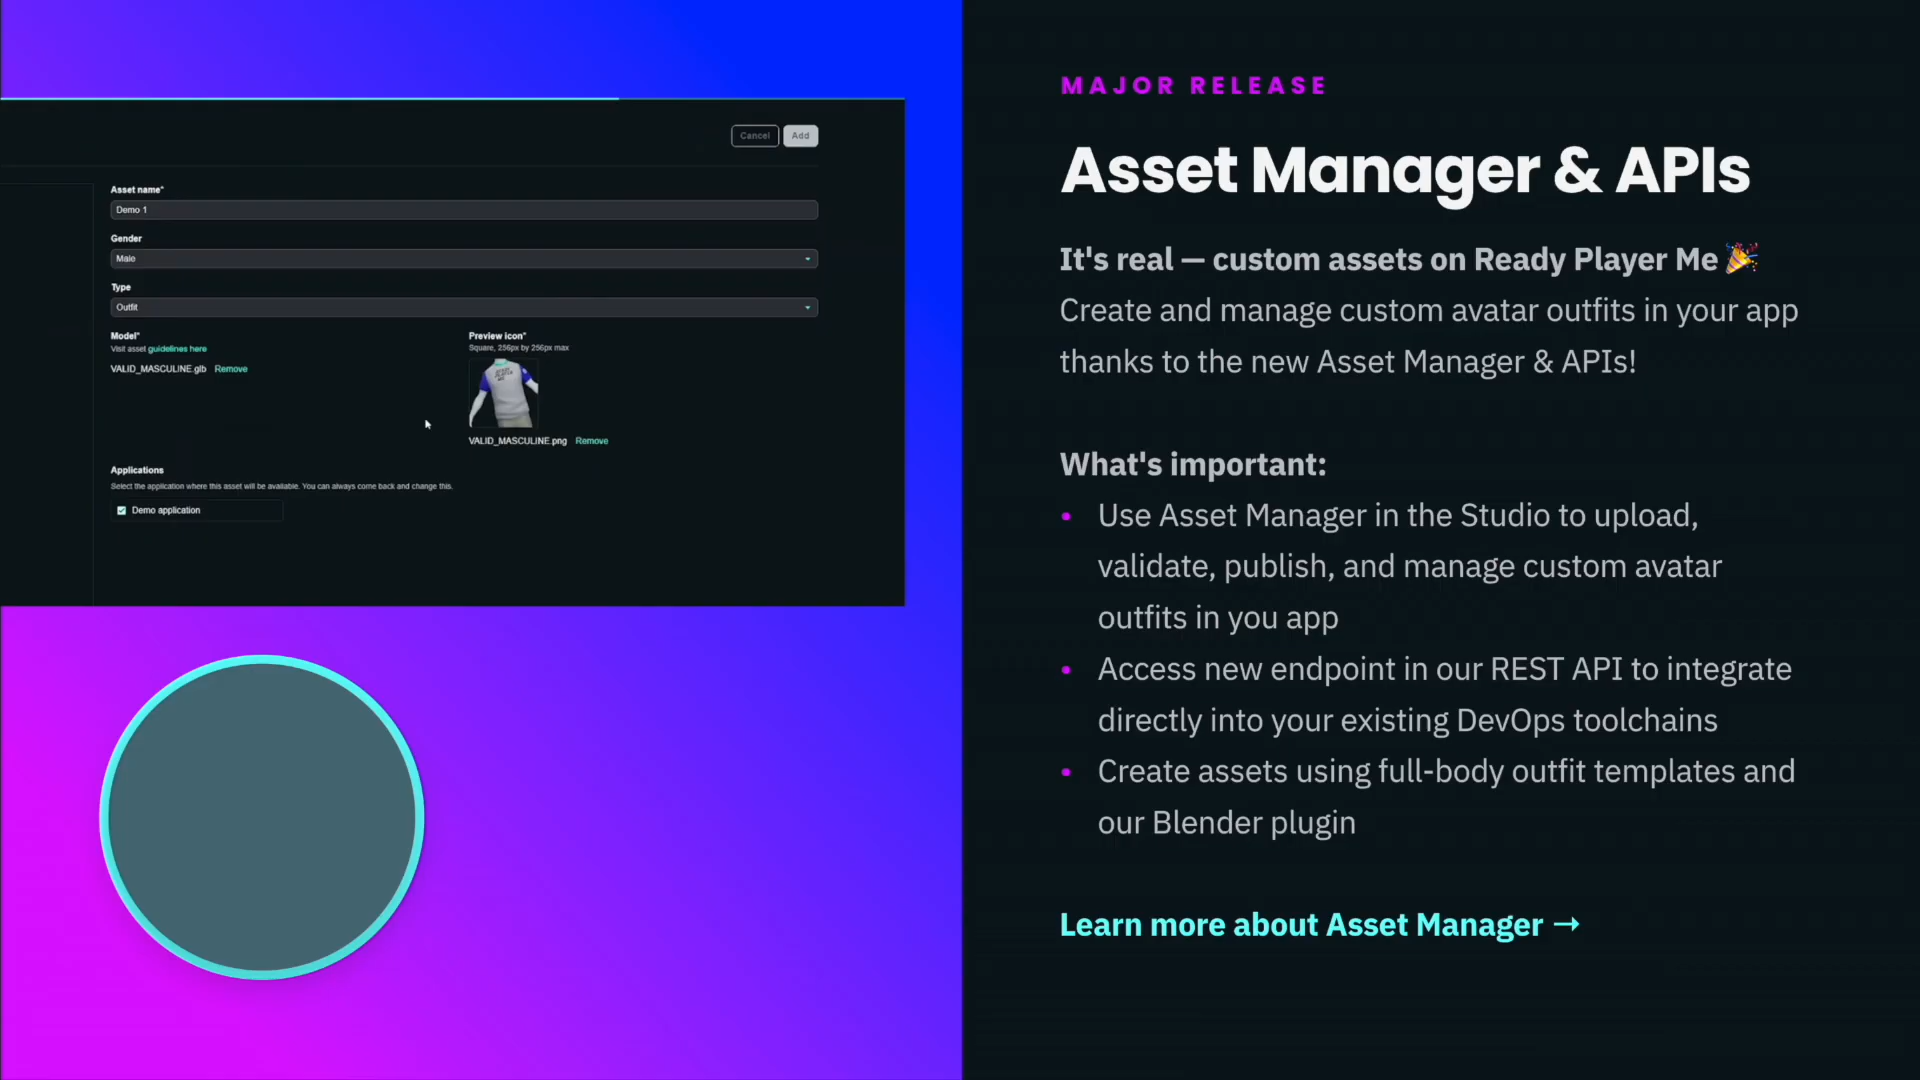 Cancel Add
Asset name*
Demo 1
Gender
Male
Type
Outfit
Model*
Visit asset guidelines here
VALID_MASCULINE.glb Remove
Preview icon*
Square, 256px by 256px max
VALID_MASCULINE.png Remove
Applications
Select the application where this asset will be available. You can always come back and change this.
Demo application
MAJOR RELEASE
Asset Manager & APIs
It's real — custom assets on Ready Player Me 🎉
Create and manage custom avatar outfits in your app
thanks to the new Asset Manager & APIs!
What's important:
• Use Asset Manager in the Studio to upload,
validate, publish, and manage custom avatar
outfits in you app
• Access new endpoint in our REST API to integrate
directly into your existing DevOps toolchains
• Create assets using full-body outfit templates and
our Blender plugin
Learn more about Asset Manager →